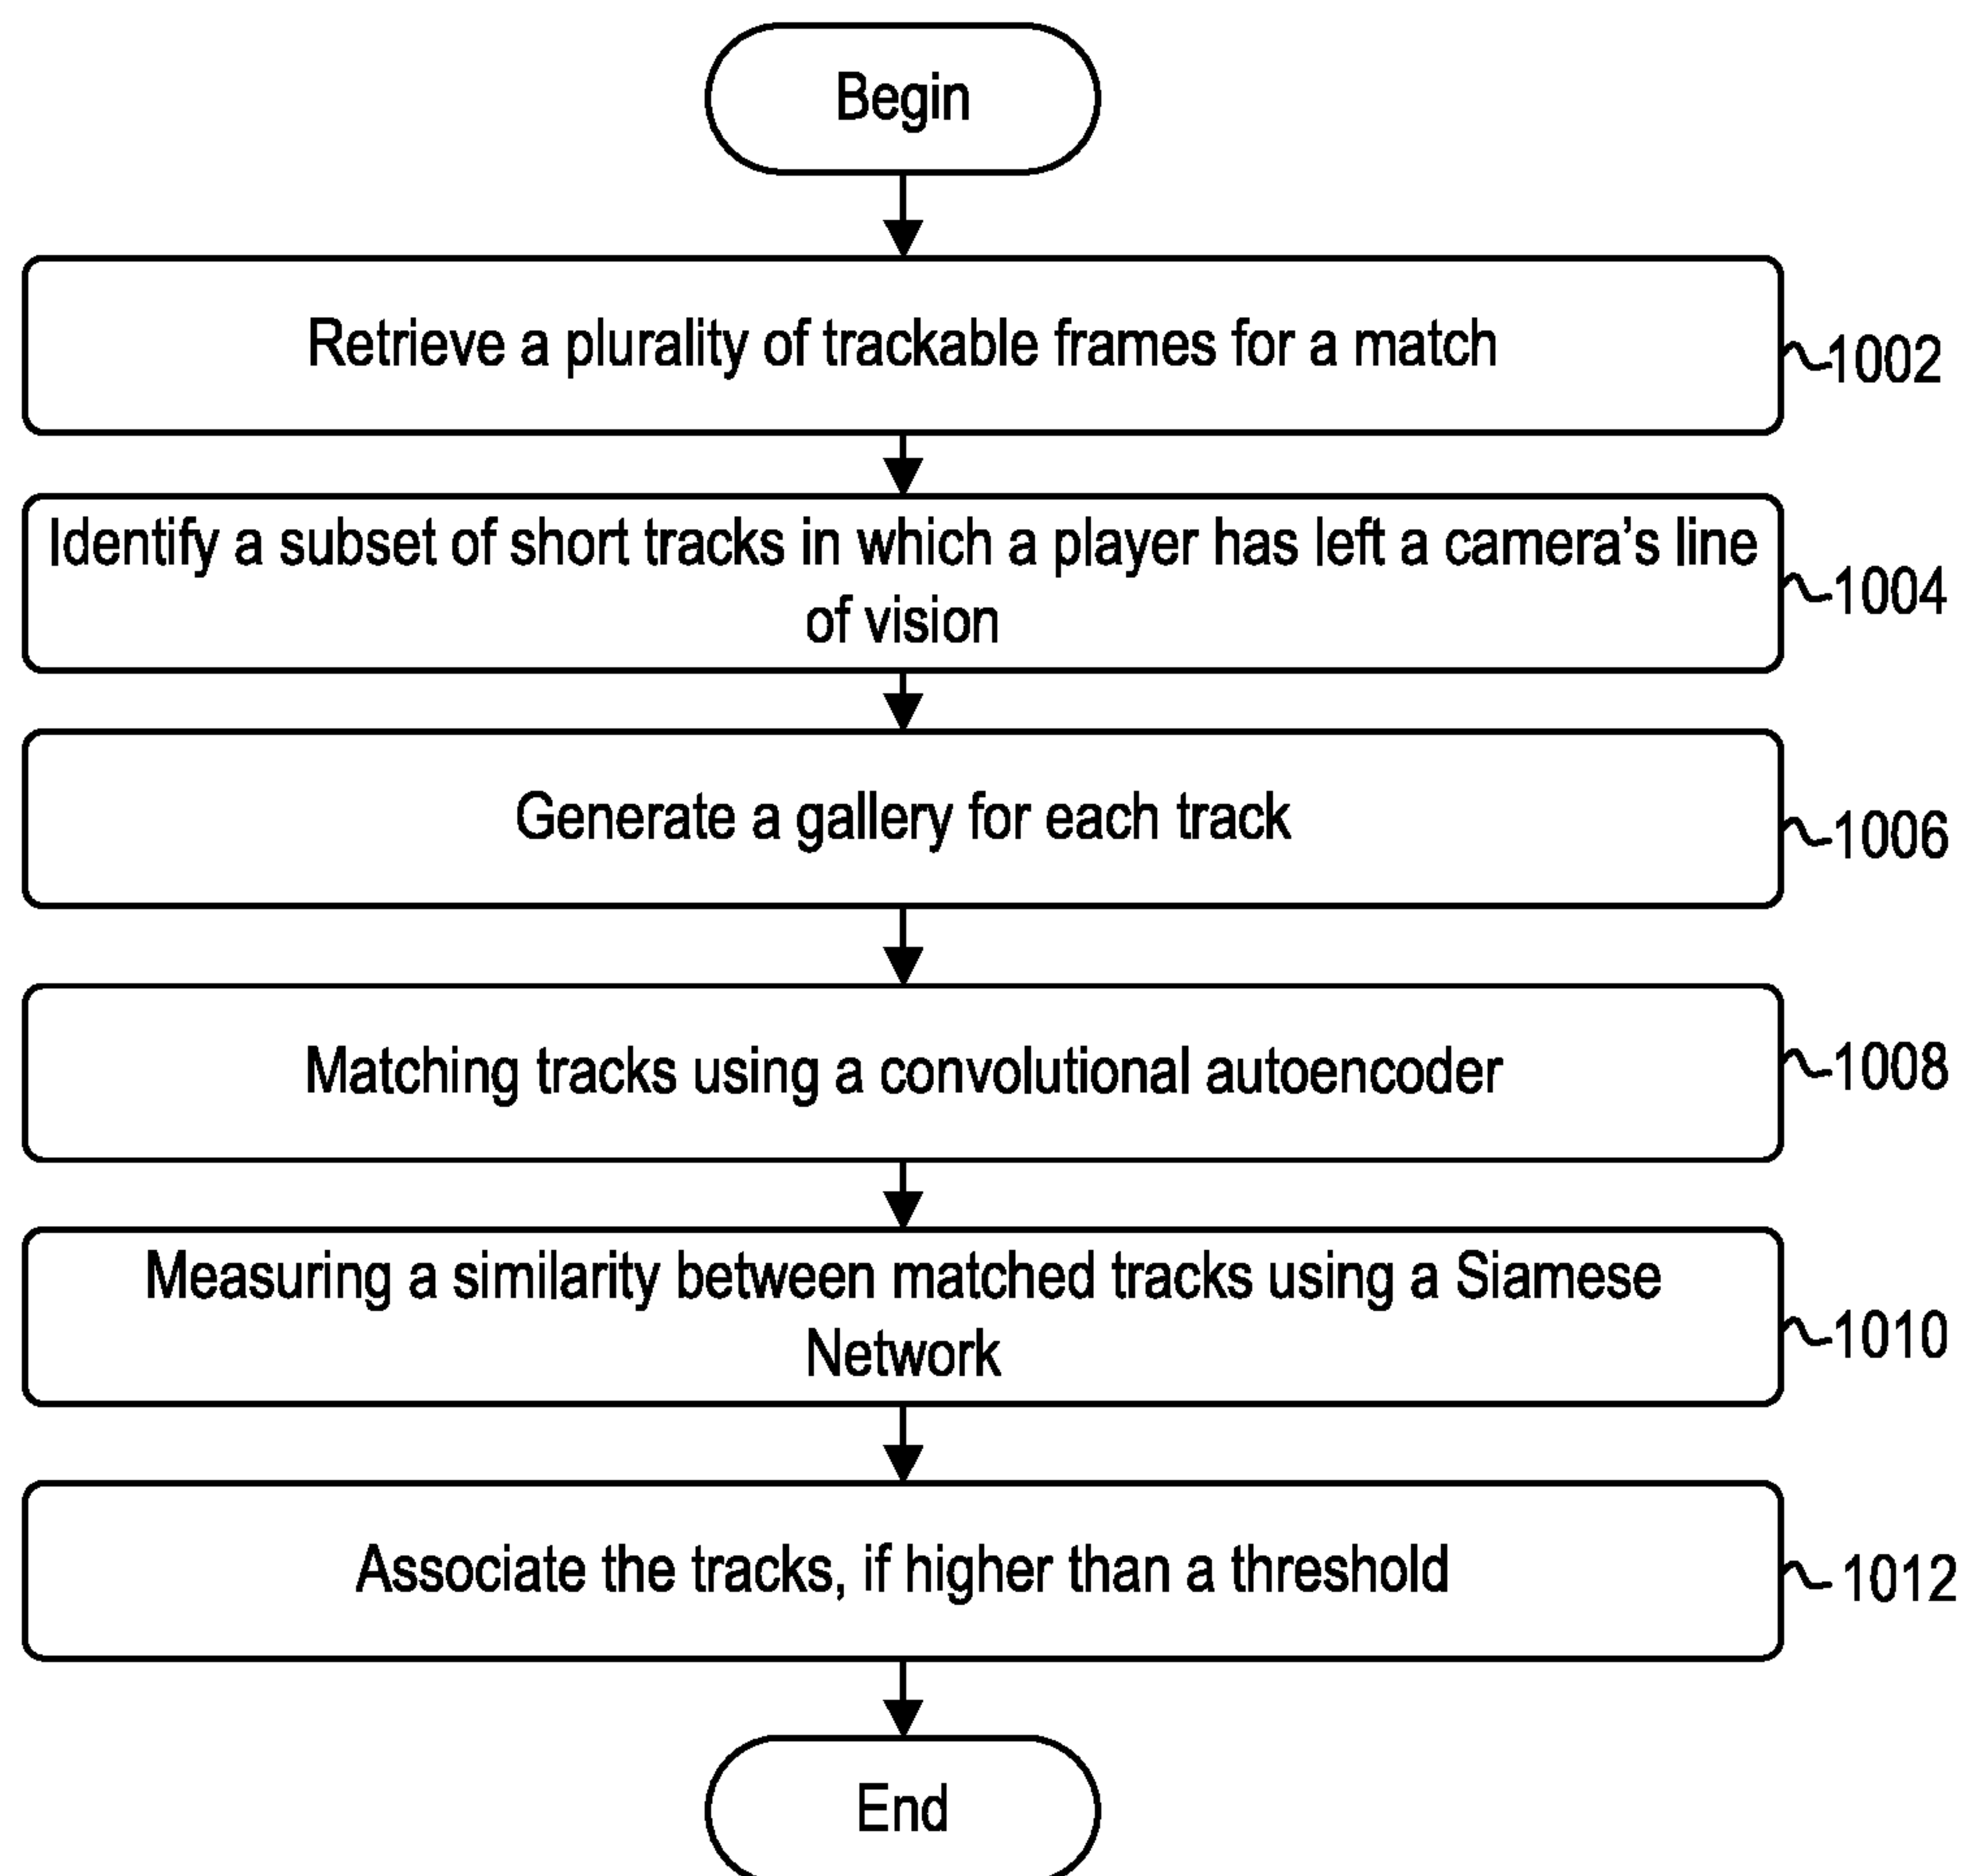 Begin
Retrieve a plurality of trackable frames for a match
1002
Identify a subset of short tracks in which a player has left a camera's line
of vision
1004
Generate a gallery for each track
1006
Matching tracks using a convolutional autoencoder
1008
Measuring a similarity between matched tracks using a Siamese
Network
1010
Associate the tracks, if higher than a threshold
1012
End